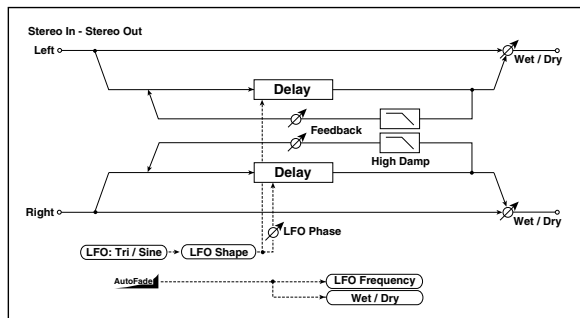 Stereo In - Stereo Out
Left
Wet / Dry
Delay
Feedback
High Damp
Delay
Right
Wet / Dry
LFO Phase
LFO: Tri / Sine
LFO Shape
AutoFade
LFO Frequency
Wet / Dry